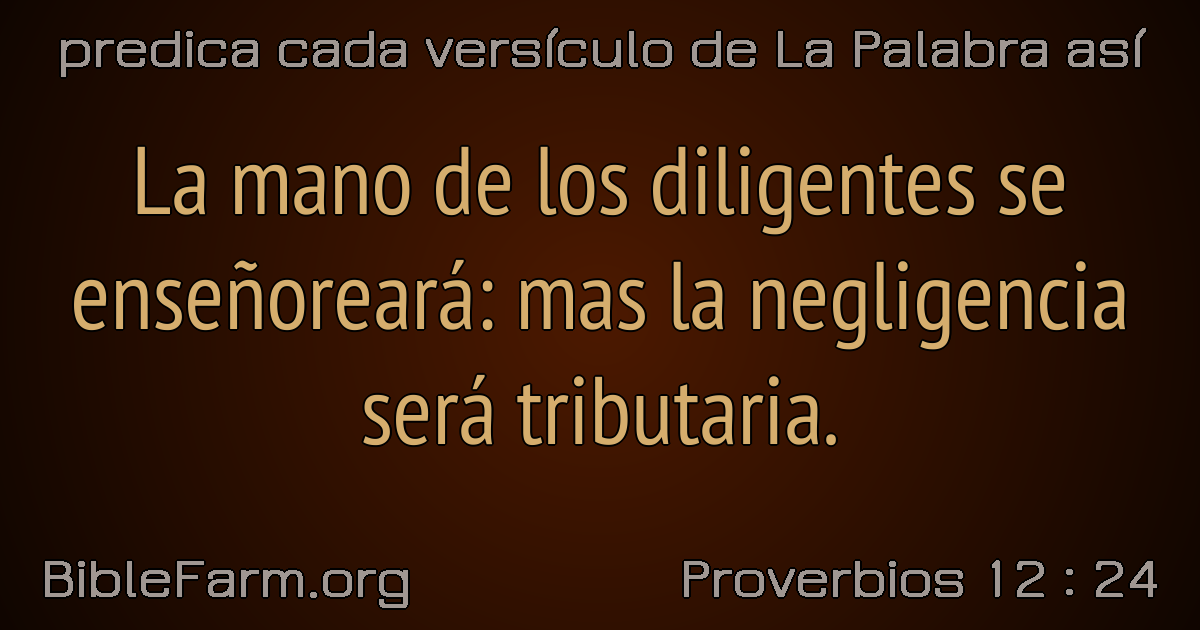 predica cada versículo de La Palabra así
La mano de los diligentes se
enseñoreará: mas la negligencia
será tributaria.
BibleFarm.org
Proverbios 12 : 24